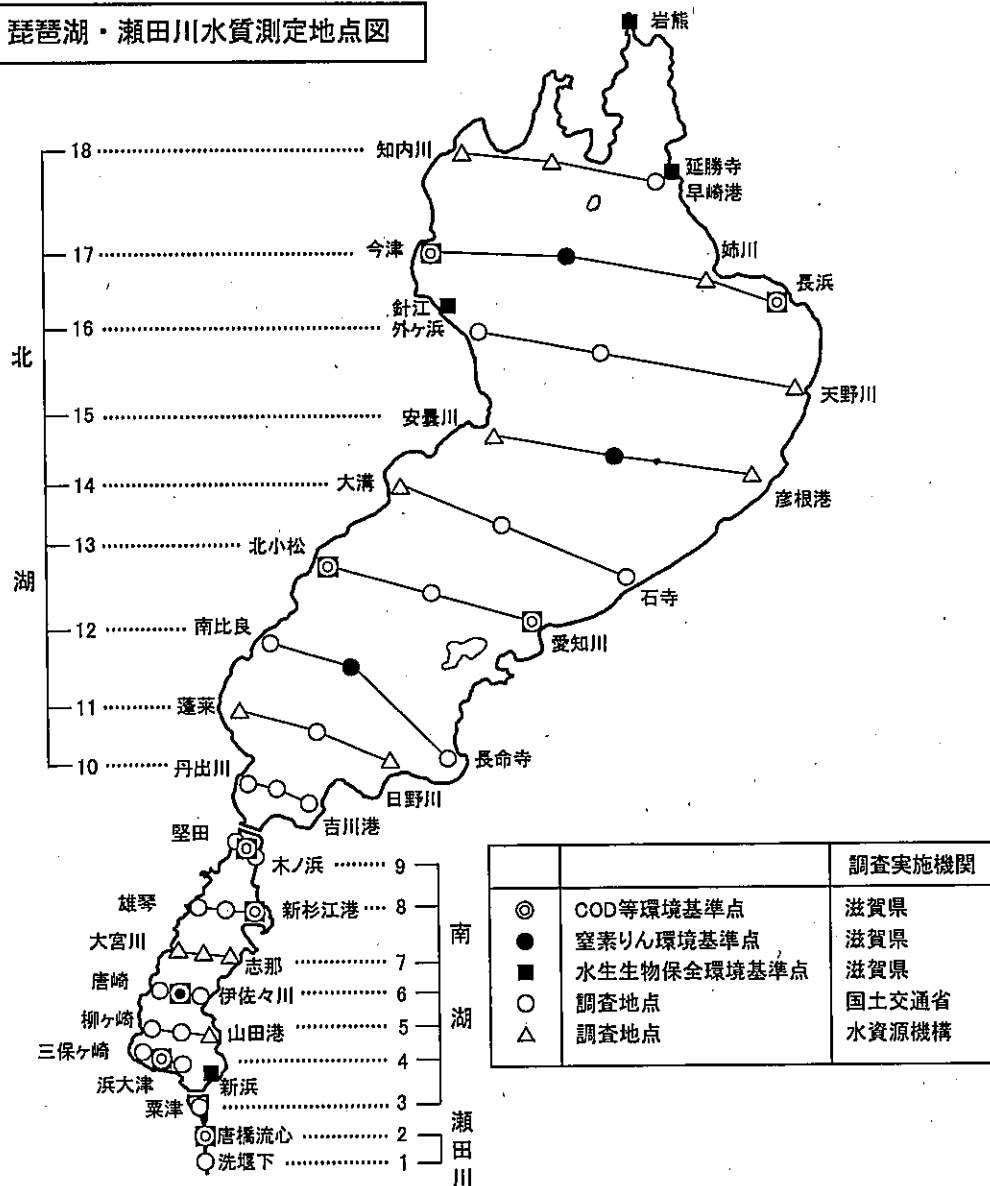 琵琶湖・瀬田川水質測定地点図
岩熊
18
知内川
延勝寺
早崎港
17
今津
姉川
長浜
針江
16
外ヶ浜
天野川
北
15
安曇川
14
大溝
彦根港
13
北小松
石寺
湖
12
南比良
愛知川
11
蓬莱
長命寺
10
丹出川
日野川
吉川港
堅田
木ノ浜
9
雄琴
新杉江港
8
南
大宮川
志那
7
唐崎
伊佐々川
6
湖
柳ヶ崎
山田港
5
三保ヶ崎
4
浜大津
新浜
粟津
3
唐橋流心
2
瀬田川
洗堰下
1
調査実施機関
◎ COD等環境基準点 滋賀県
● 窒素りん環境基準点 滋賀県
■ 水生生物保全環境基準点 滋賀県
○ 調査地点 国土交通省
△ 調査地点 水資源機構